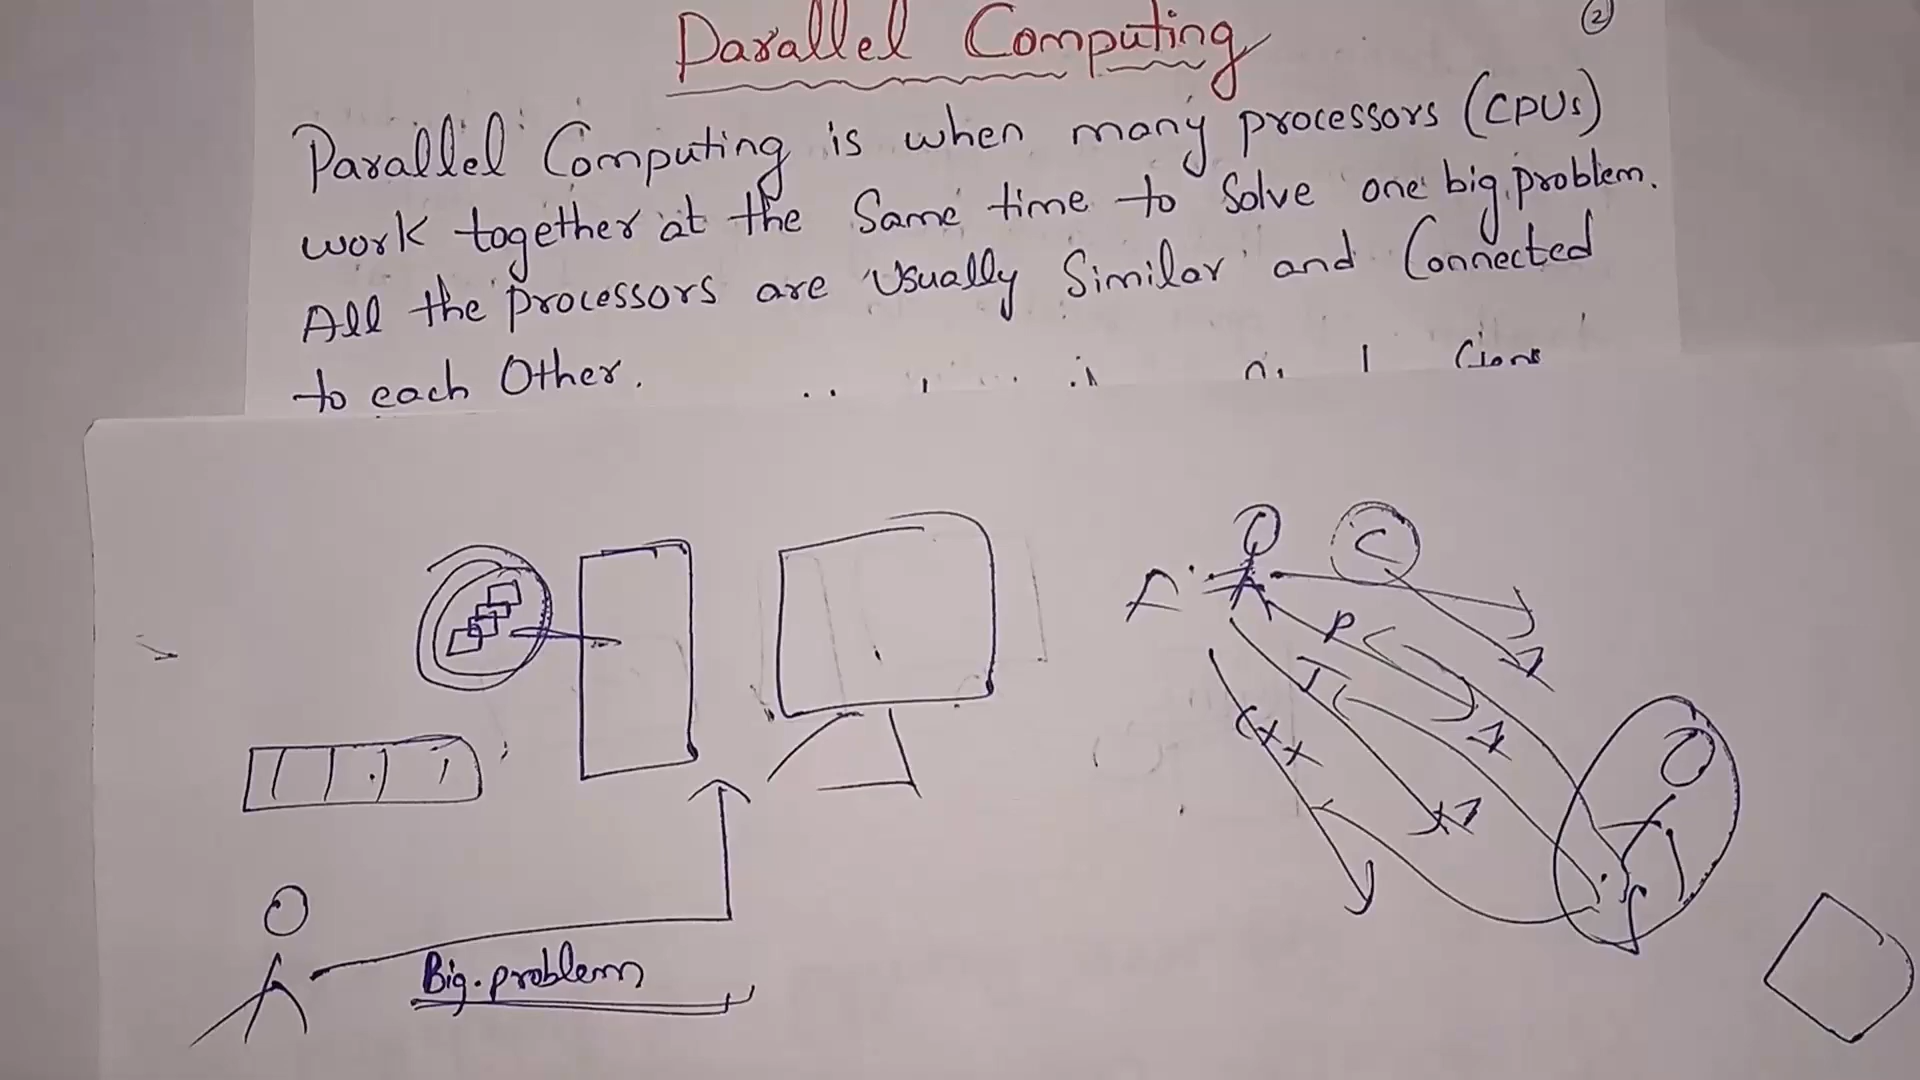 Parallel Computing
2
Parallel Computing is when many processors (CPUs)
work together at the same time to solve one big problem.
All the processors are usually similar and connected
to each other.
C
P
J
C++
Big problem